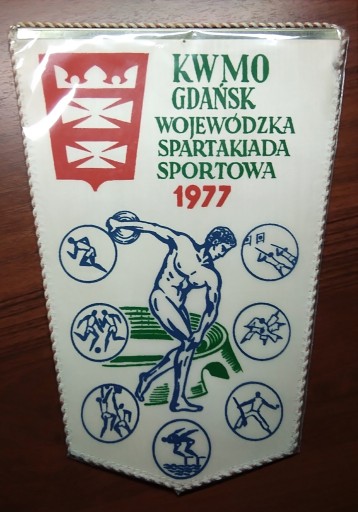 KWMO
GDAŃSK
WOJEWÓDZKA
SPARTAKIADA
SPORTOWA
1977